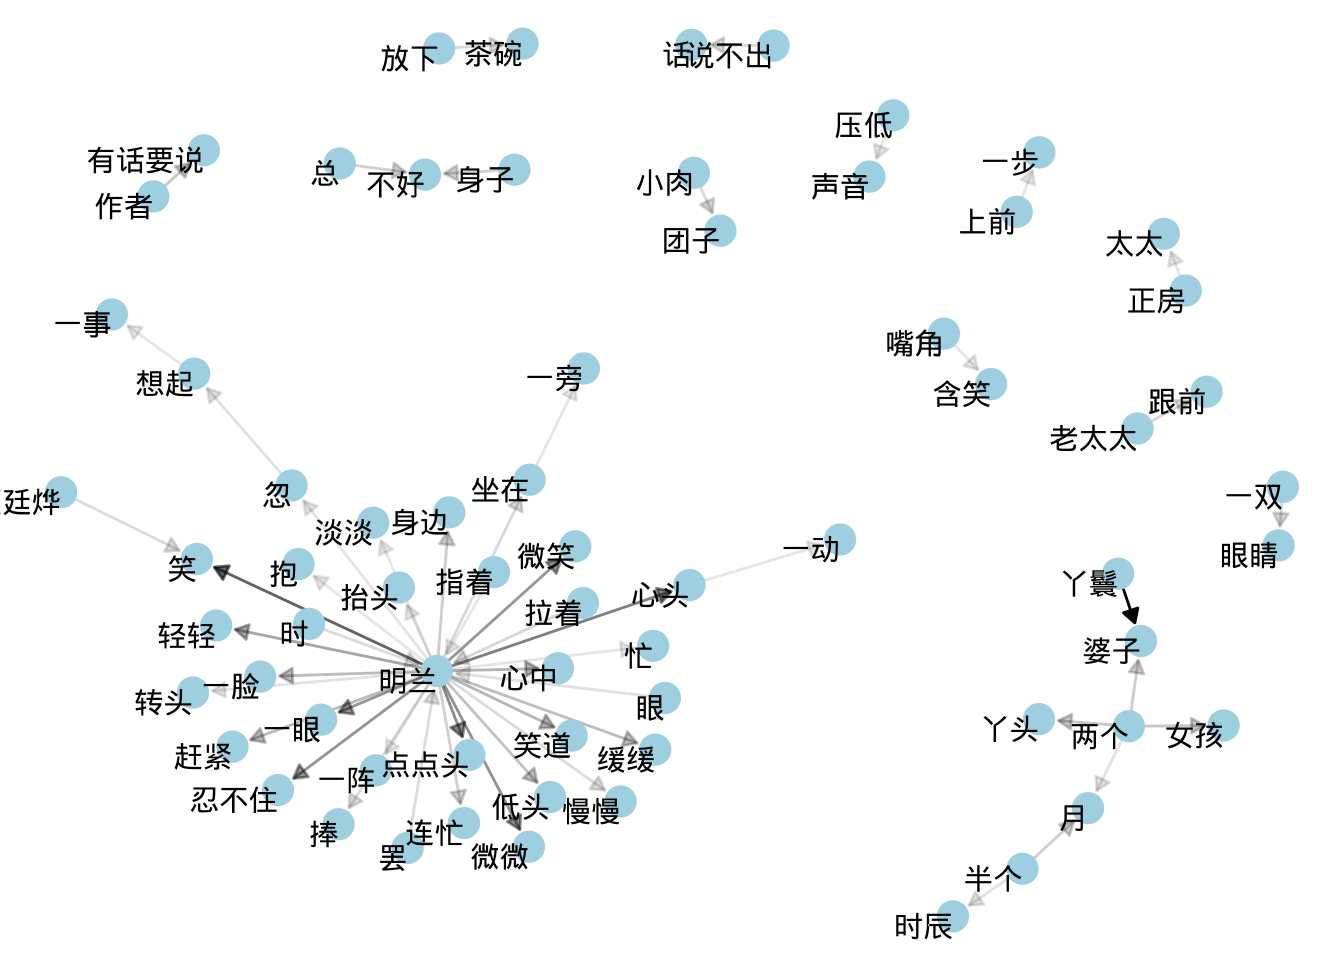 放下
茶碗
话
说不出
压低
有话要说
总
不好
身子
小肉
一步
声音
作者
上前
团子
太太
正房
一事
嘴角
想起
一旁
含笑
跟前
老太太
坐在
忽
廷烨
一双
淡淡
身边
微笑
一动
眼睛
笑
抱
指着
丫鬟
抬头
心头
拉着
轻轻
时
忙
婆子
明兰
心中
一脸
转头
眼
一眼
丫头
两个
女孩
笑道
赶紧
缓缓
一阵
点点头
忍不住
低头
慢慢
月
捧
连忙
罢
微微
半个
时辰